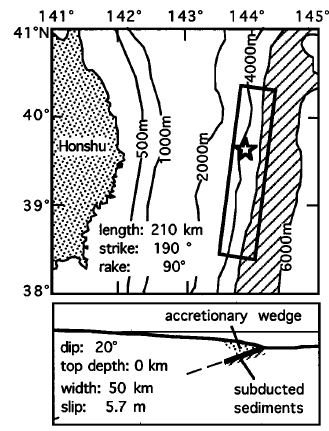 141° 142° 143° 144° 145°
41°N
4000m
40°
Honshu
500m
1000m
2000m
39°
6000m
length: 210 km
strike: 190 °
rake: 90°
38°
accretionary wedge
dip: 20°
top depth: 0 km
width: 50 km
slip: 5.7 m
subducted
sediments